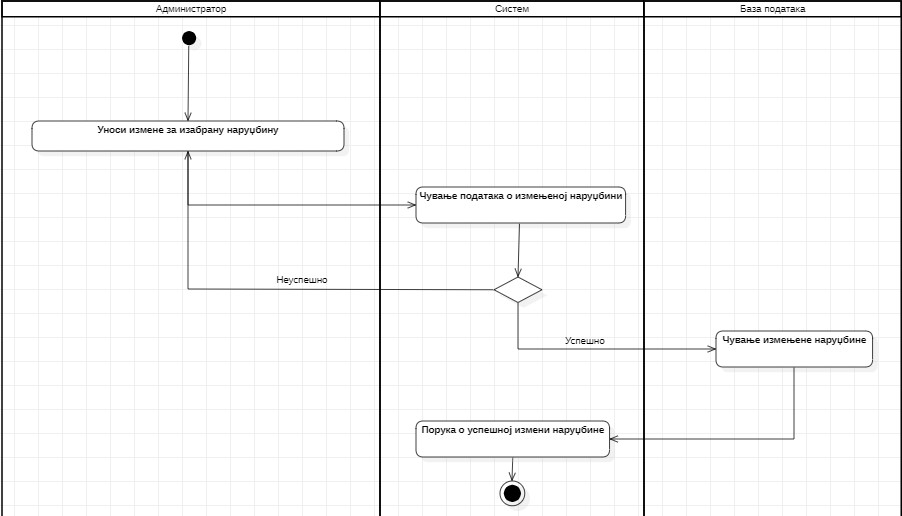 Администратор
Систем
База података
Уноси измене за изабрану наруџбину
Чување података о измењеној наруџбини
Неуспешно
Успешно
Чување измењене наруџбине
Порука о успешној измени наруџбине